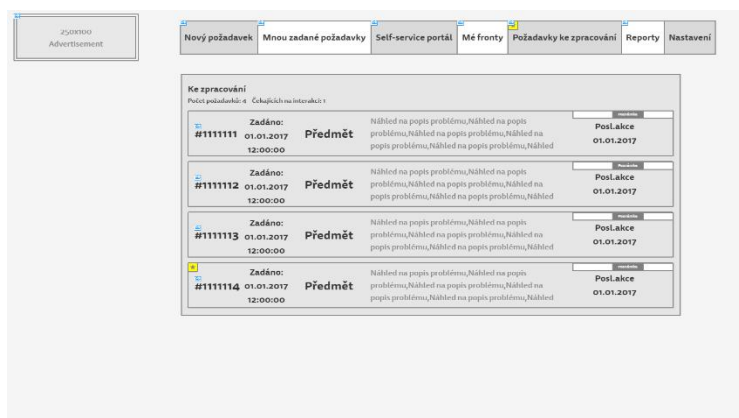 250x100
Advertisement
Nový požadavek
Mnou zadané požadavky
Self-service portál
Mé fronty
Požadavky ke zpracování
Reporty
Nastavení
Ke zpracování
Počet požadavků: 4 Čekajících na interakci: 1
#1111111
Zadáno:
01.01.2017
12:00:00
Předmět
Náhled na popis problému,Náhled na popis
problému,Náhled na popis problému,Náhled na
popis problému,Náhled na popis problému,Náhled
Posl.akce
01.01.2017
#1111112
Zadáno:
01.01.2017
12:00:00
Předmět
Náhled na popis problému,Náhled na popis
problému,Náhled na popis problému,Náhled na
popis problému,Náhled na popis problému,Náhled
Posl.akce
01.01.2017
#1111113
Zadáno:
01.01.2017
12:00:00
Předmět
Náhled na popis problému,Náhled na popis
problému,Náhled na popis problému,Náhled na
popis problému,Náhled na popis problému,Náhled
Posl.akce
01.01.2017
#1111114
Zadáno:
01.01.2017
12:00:00
Předmět
Náhled na popis problému,Náhled na popis
problému,Náhled na popis problému,Náhled na
popis problému,Náhled na popis problému,Náhled
Posl.akce
01.01.2017